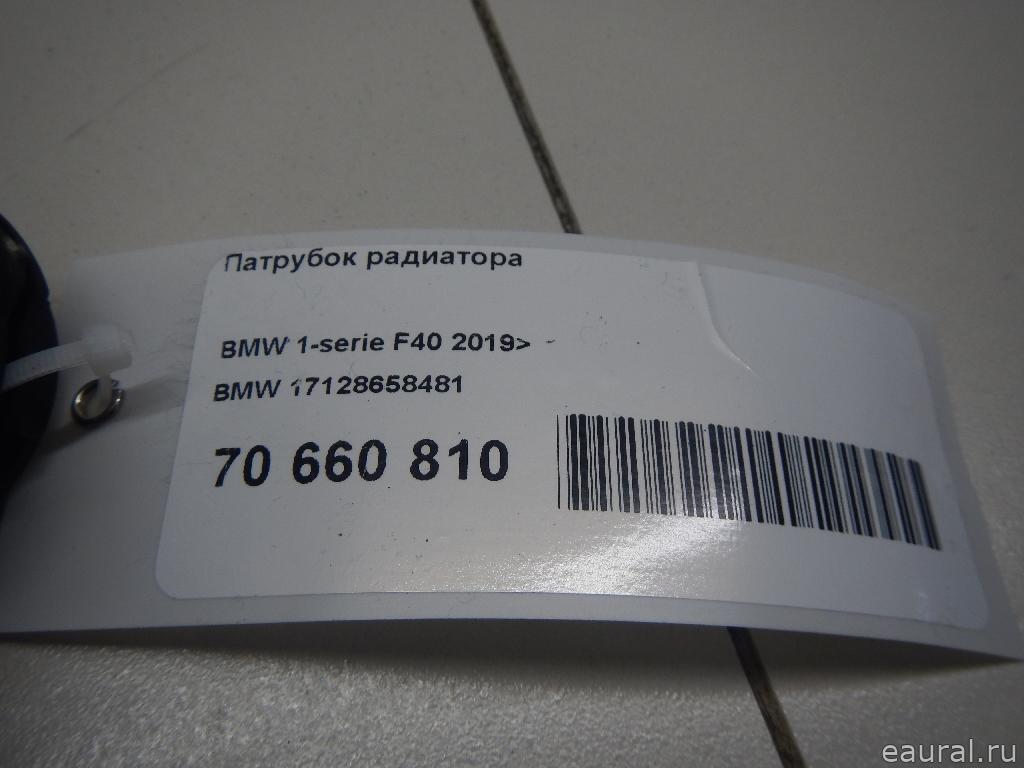 Патрубок радиатора
BMW 1-serie F40 2019>
BMW 17128658481
70 660 810
eaural.ru